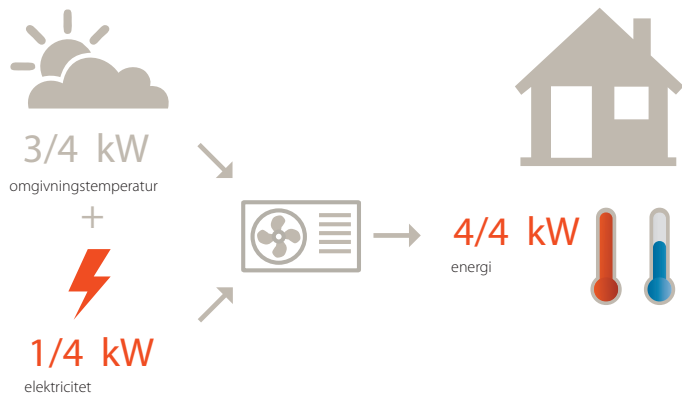 3/4 kW
omgivningstemperatur
+
1/4 kW
elektricitet
4/4 kW
energi